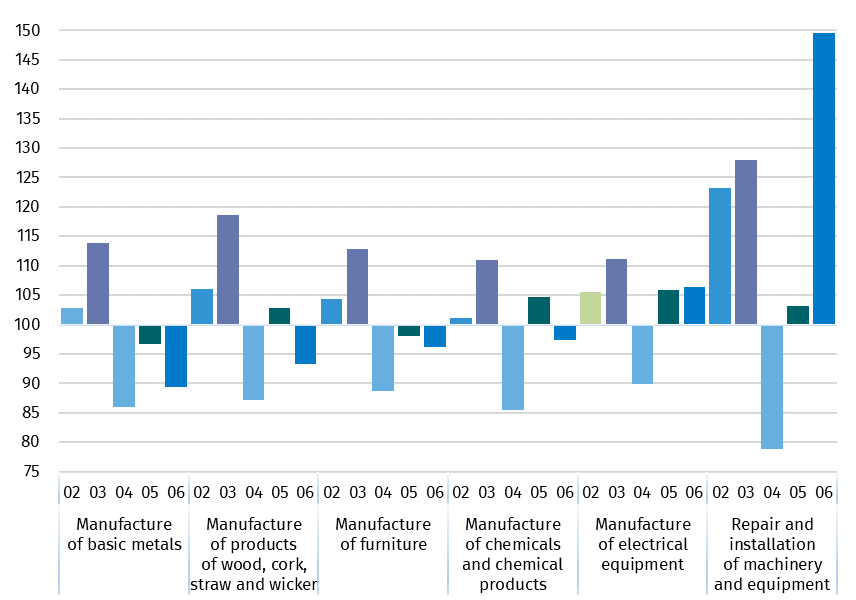 150
145
140
135
130
125
120
115
110
105
100
95
90
85
80
75
02 03 04 05 06 02 03 04 05 06 02 03 04 05 06 02 03 04 05 06 02 03 04 05 06 02 03 04 05 06
Manufacture
of basic metals
Manufacture
of products
of wood, cork,
straw and wicker
Manufacture
of furniture
Manufacture
of chemicals
and chemical
products
Manufacture
of electrical
equipment
Repair and
installation
of machinery
and equipment